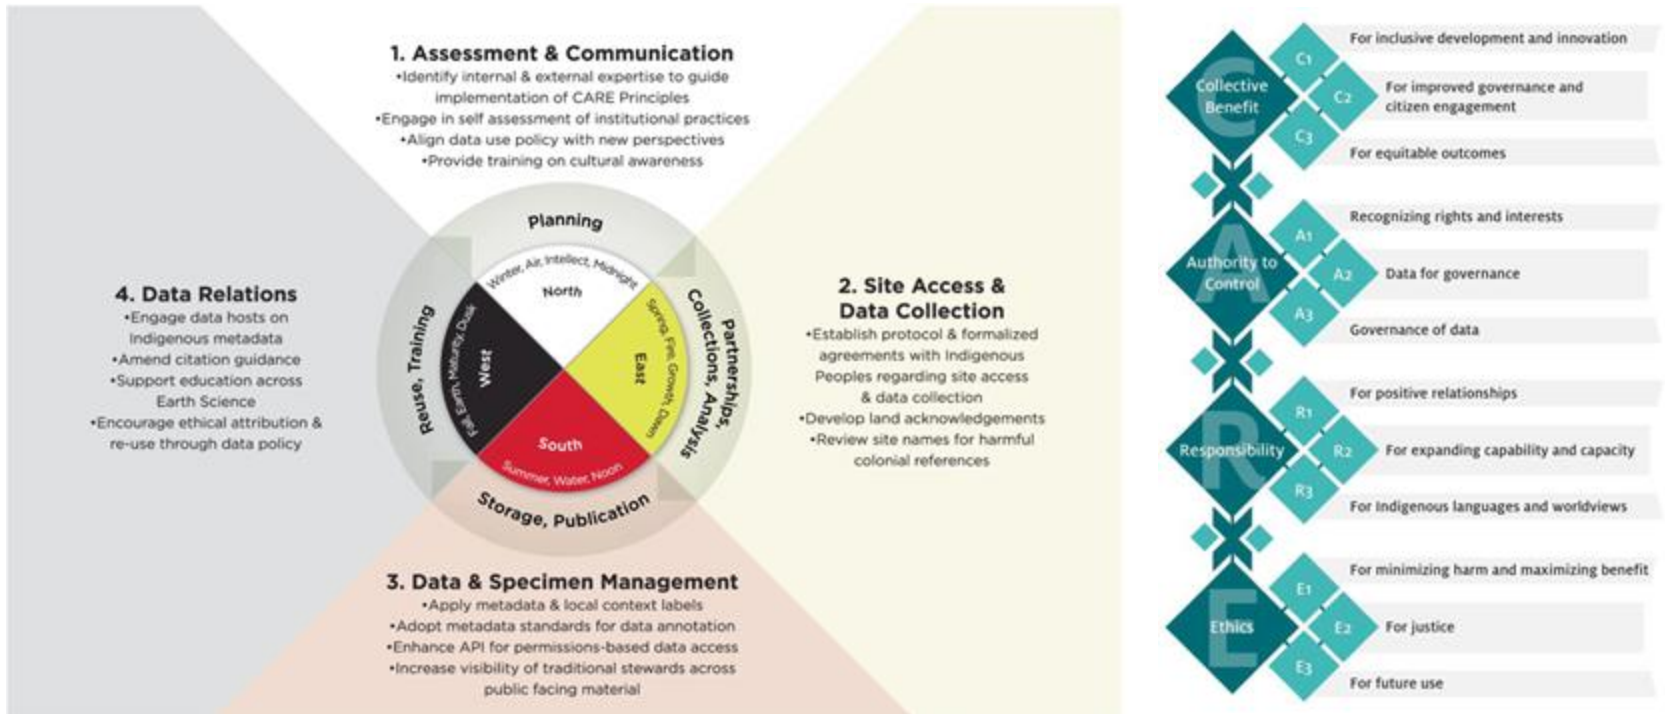 1. Assessment & Communication
•Identify internal & external expertise to guide
implementation of CARE Principles
•Engage in self assessment of institutional practices
•Align data use policy with new perspectives
•Provide training on cultural awareness
Planning
Winter, Air, Intellect, Midnight
North
Partnerships,
Collections, Analysis
Spring, Fire, Growth, Dawn
East
South
Summer, Water, Noon
Storage, Publication
Reuse, Training
Fall, Earth, Maturity, Dusk
West
2. Site Access &
Data Collection
•Establish protocol & formalized
agreements with Indigenous
Peoples regarding site access
& data collection
•Develop land acknowledgements
•Review site names for harmful
colonial references
3. Data & Specimen Management
•Apply metadata & local context labels
•Adopt metadata standards for data annotation
•Enhance API for permissions-based data access
•Increase visibility of traditional stewards across
public facing material
4. Data Relations
•Engage data hosts on
Indigenous metadata
•Amend citation guidance
•Support education across
Earth Science
•Encourage ethical attribution &
re-use through data policy
C
Collective
Benefit
C1
For inclusive development and innovation
C2
For improved governance and
citizen engagement
C3
For equitable outcomes
A
Authority to
Control
A1
Recognizing rights and interests
A2
Data for governance
A3
Governance of data
R
Responsibility
R1
For positive relationships
R2
For expanding capability and capacity
R3
For Indigenous languages and worldviews
E
Ethics
E1
For minimizing harm and maximizing benefit
E2
For justice
E3
For future use